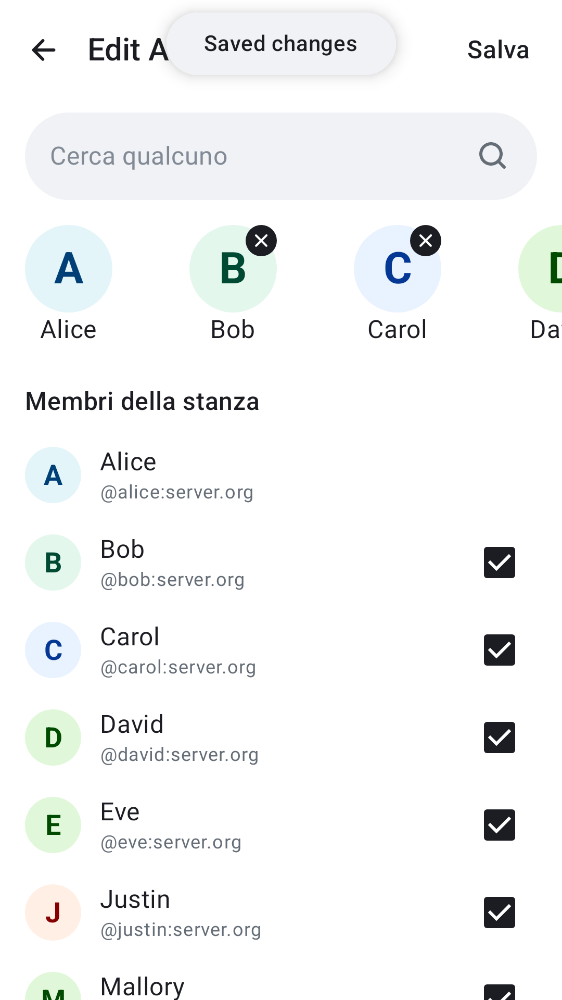 Edit A
Saved changes
Salva
Cerca qualcuno
A
B
C
D
Alice
Bob
Carol
Da
Membri della stanza
A
Alice
@alice:server.org
B
Bob
@bob:server.org
C
Carol
@carol:server.org
D
David
@david:server.org
E
Eve
@eve:server.org
J
Justin
@justin:server.org
M
Mallory